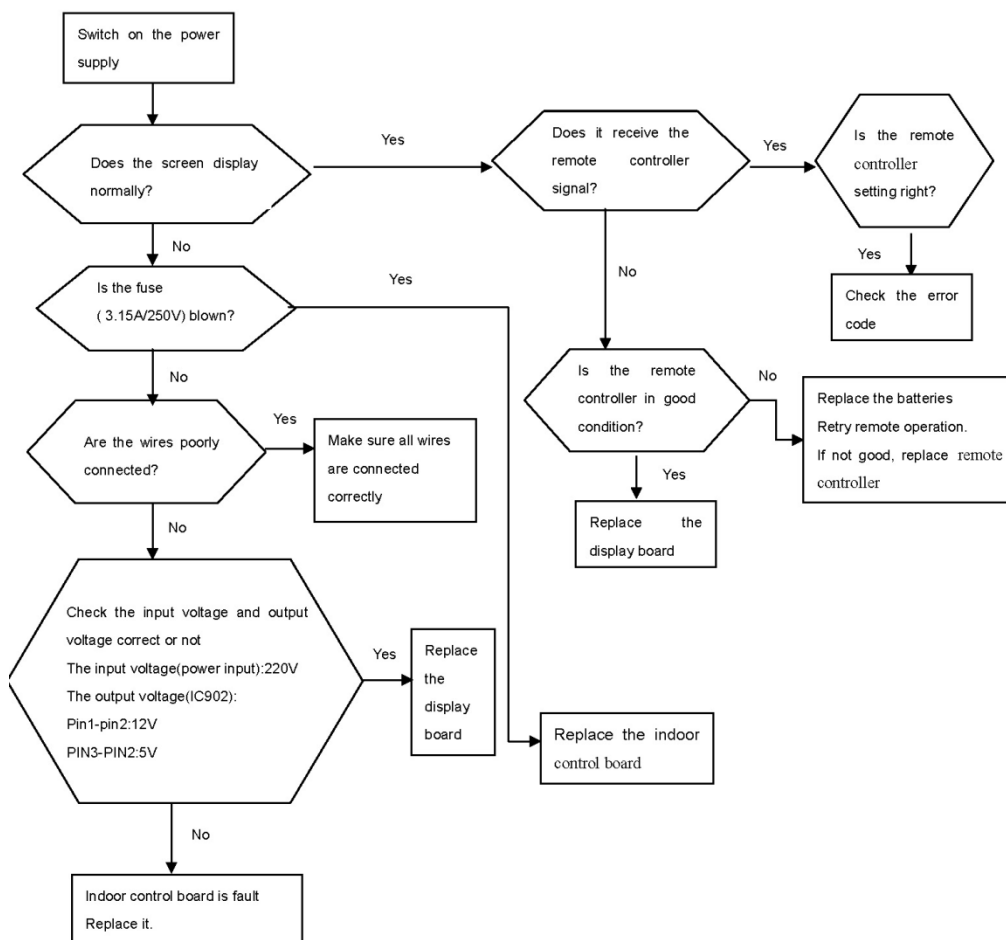 Switch on the power
supply
Does the screen display
normally?
Yes
Does it receive the
remote controller
signal?
Yes
Is the remote
controller
setting right?
No
Is the fuse
( 3.15A/250V) blown?
Yes
No
Yes
Check the error
code
No
Are the wires poorly
connected?
Yes
Make sure all wires
are connected
correctly
Is the remote
controller in good
condition?
No
Replace the batteries
Retry remote operation.
If not good, replace remote
controller
Yes
Replace the
display board
No
Check the input voltage and output
voltage correct or not
The input voltage(power input):220V
The output voltage(IC902):
Pin1-pin2:12V
PIN3-PIN2:5V
Yes
Replace
the
display
board
Replace the indoor
control board
No
Indoor control board is fault
Replace it.